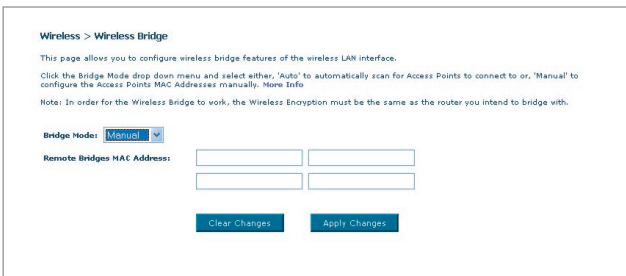 Wireless > Wireless Bridge
This page allows you to configure wireless bridge features of the wireless LAN interface.
Click the Bridge Mode drop down menu and select either, 'Auto' to automatically scan for Access Points to connect to or, 'Manual' to
configure the Access Points MAC Addresses manually. More Info
Note: In order for the Wireless Bridge to work, the Wireless Encryption must be the same as the router you intend to bridge with.
Bridge Mode: Manual
Remote Bridges MAC Address:
Clear Changes Apply Changes